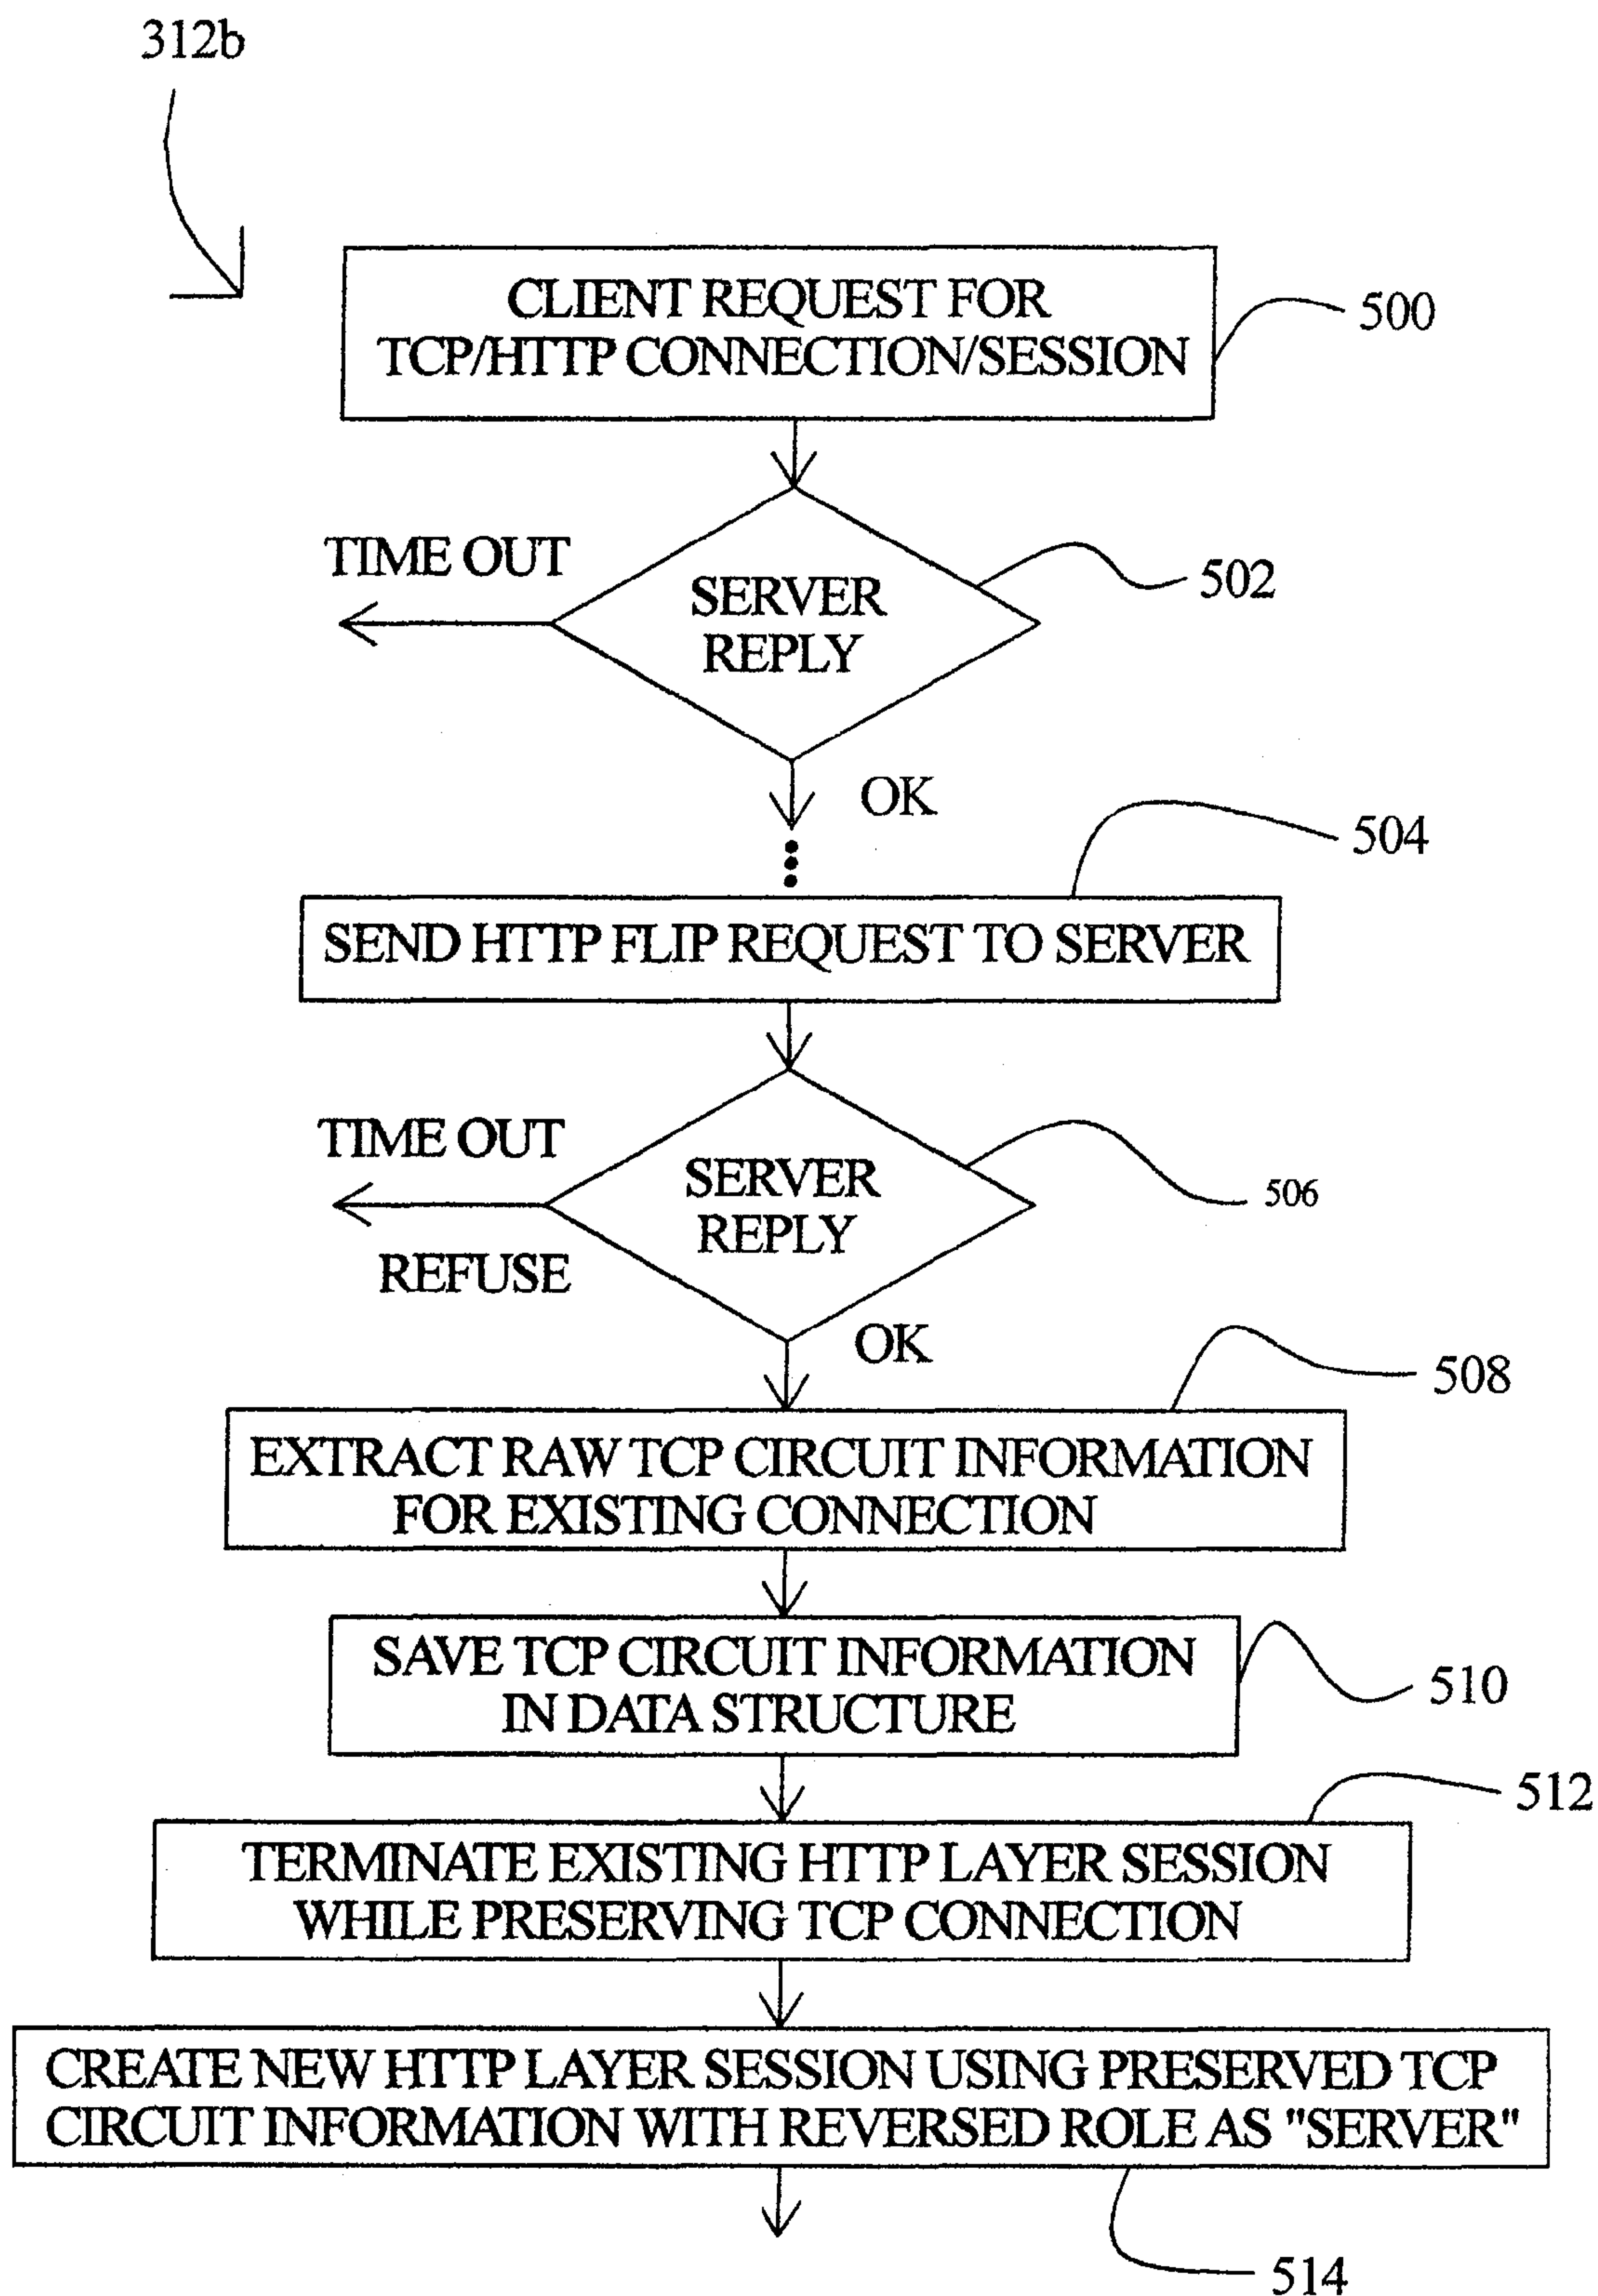 312b
CLIENT REQUEST FOR
TCP/HTTP CONNECTION/SESSION
500
TIME OUT
SERVER
REPLY
502
OK
504
SEND HTTP FLIP REQUEST TO SERVER
TIME OUT
SERVER
REPLY
506
REFUSE
OK
508
EXTRACT RAW TCP CIRCUIT INFORMATION
FOR EXISTING CONNECTION
SAVE TCP CIRCUIT INFORMATION
IN DATA STRUCTURE
510
512
TERMINATE EXISTING HTTP LAYER SESSION
WHILE PRESERVING TCP CONNECTION
CREATE NEW HTTP LAYER SESSION USING PRESERVED TCP
CIRCUIT INFORMATION WITH REVERSED ROLE AS "SERVER"
514